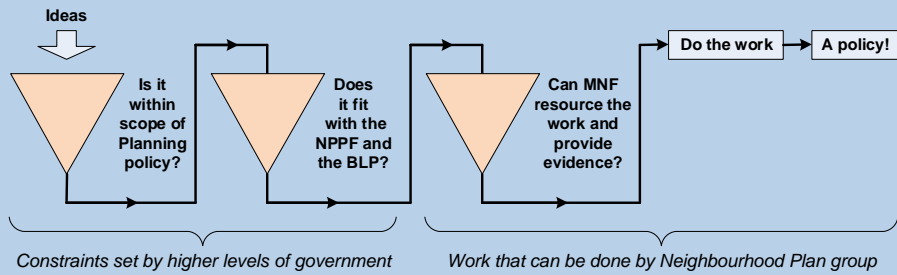 Ideas
Is it
within
scope of
Planning
policy?
Does
it fit
with the
NPPF and
the BLP?
Can MNF
resource the
work and
provide
evidence?
Do the work
A policy!
Constraints set by higher levels of government
Work that can be done by Neighbourhood Plan group